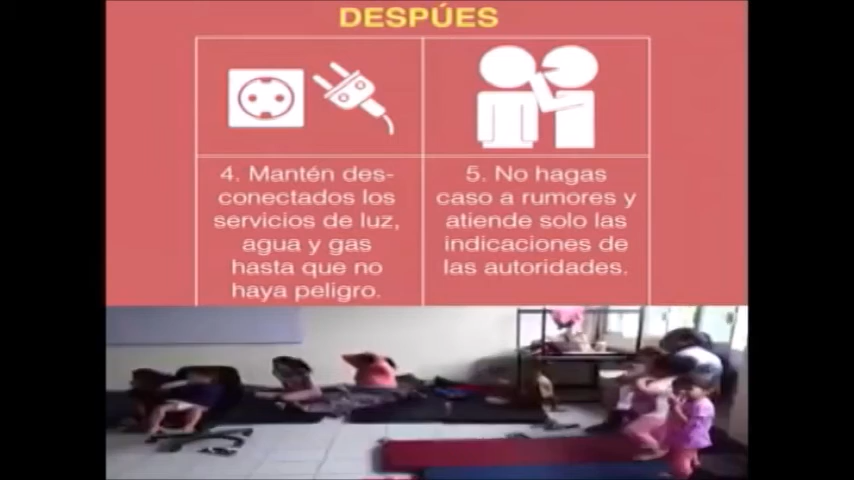 DESPÚES
4. Mantén des-
conectados los
servicios de luz,
agua y gas
hasta que no
haya peligro.
5. No hagas
caso a rumores y
atiende solo las
indicaciones de
las autoridades.